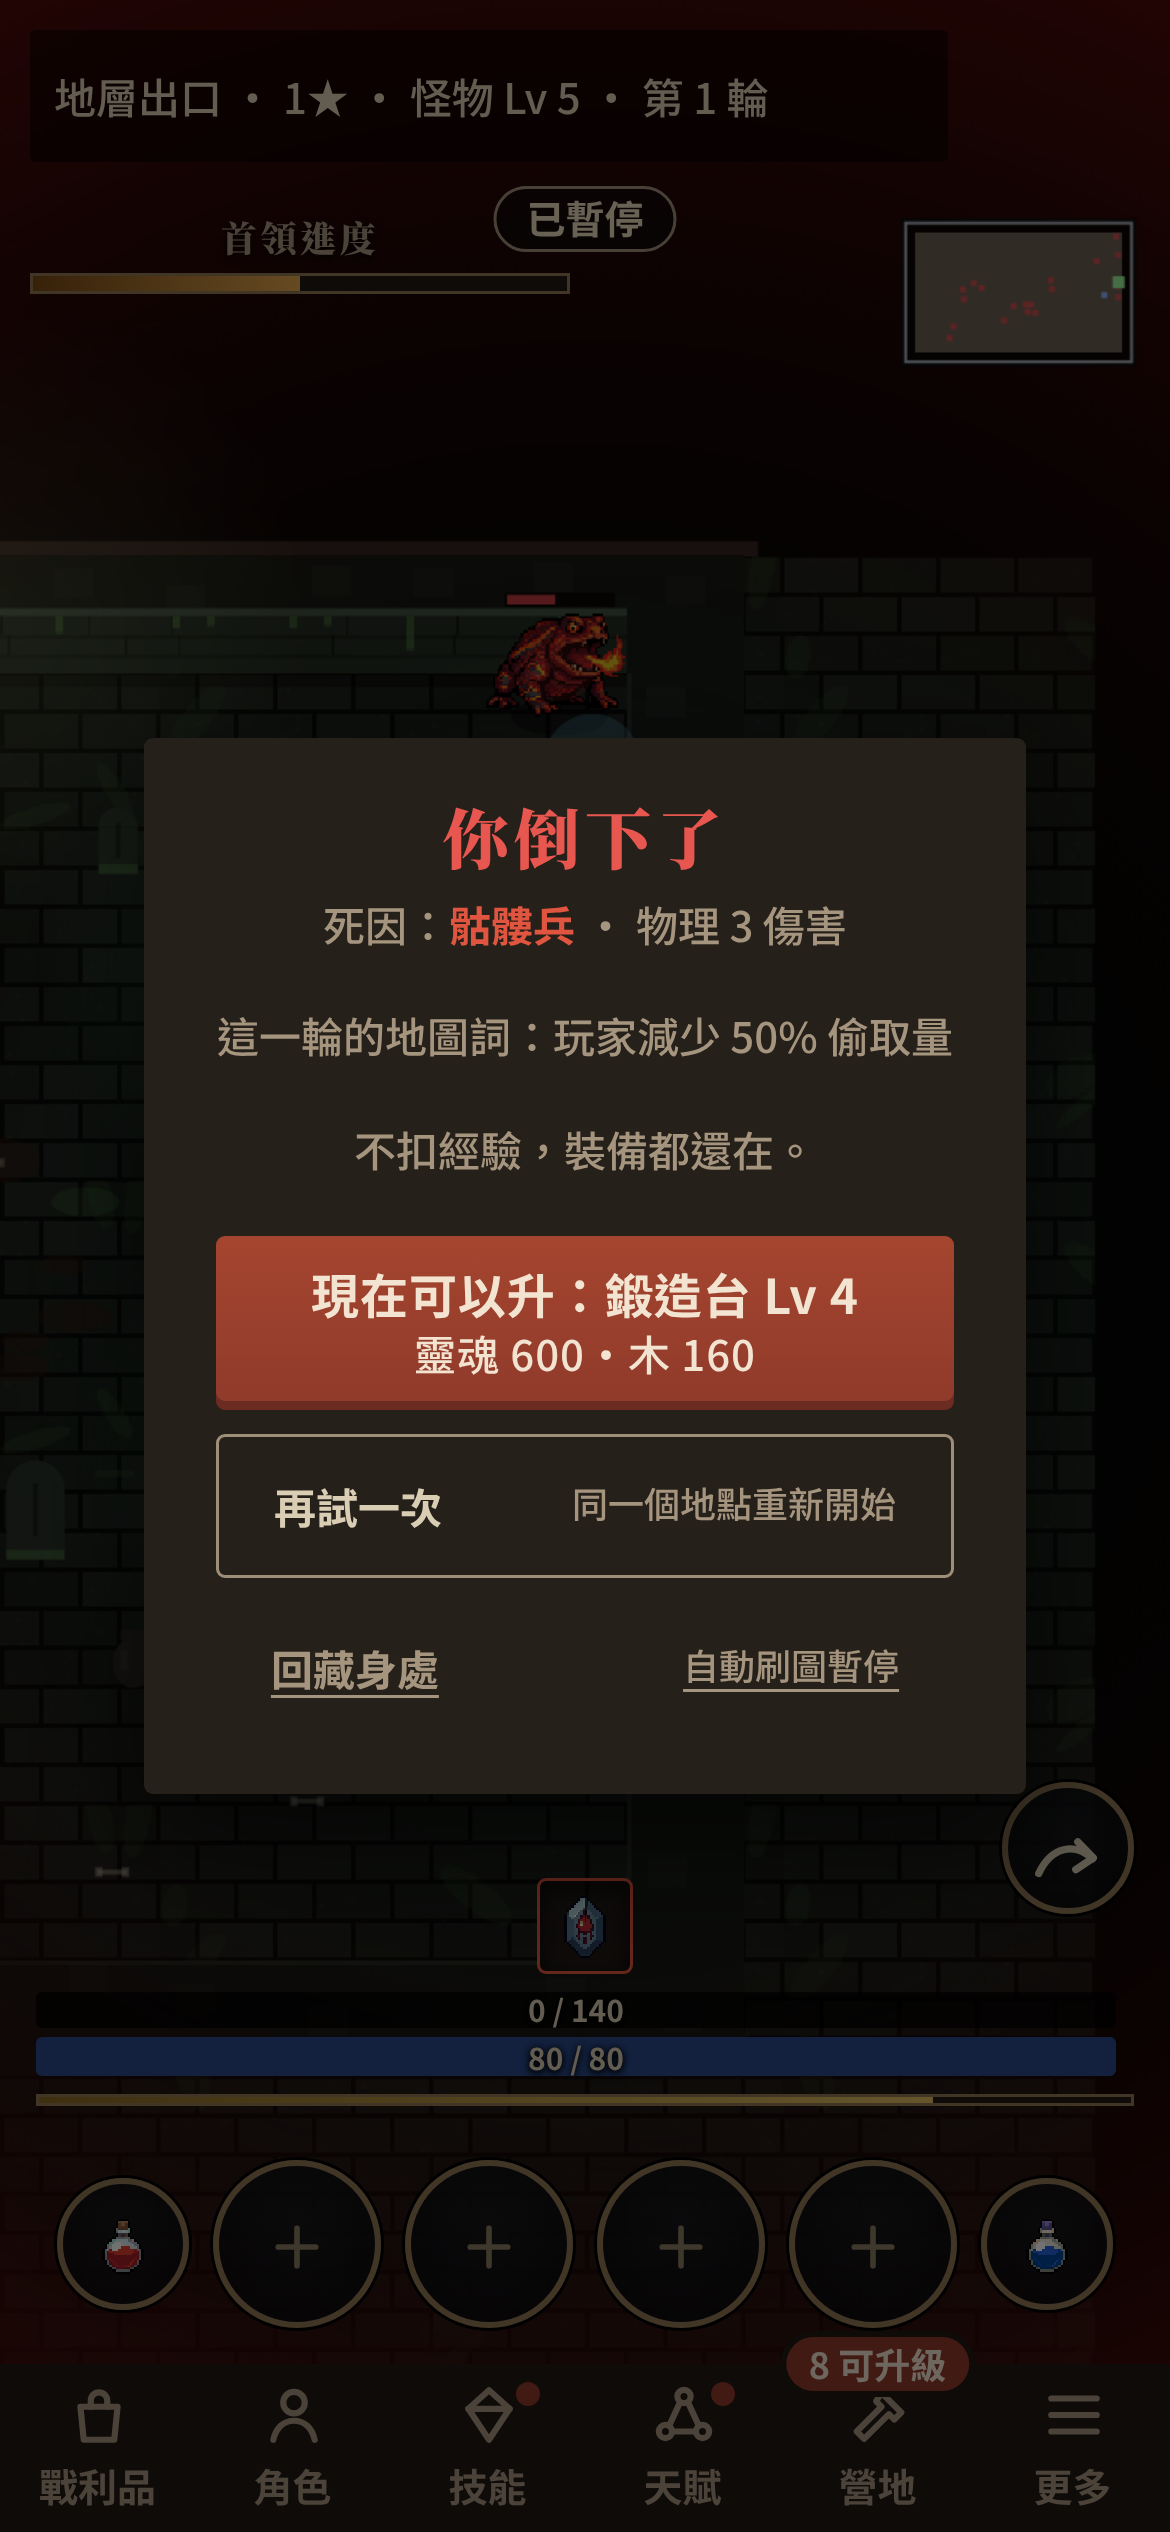 地層出口 • 1★ • 怪物 Lv 5 • 第 1 輪
已暫停
首領進度
你倒下了
死因：骷髏兵 • 物理 3 傷害
這一輪的地圖詞：玩家減少 50% 偷取量
不扣經驗，裝備都還在。
現在可以升：鍛造台 Lv 4
靈魂 600・木 160
再試一次 同一個地點重新開始
回藏身處 自動刷圖暫停
0 / 140
80 / 80
8 可升級
戰利品 角色 技能 天賦 營地 更多